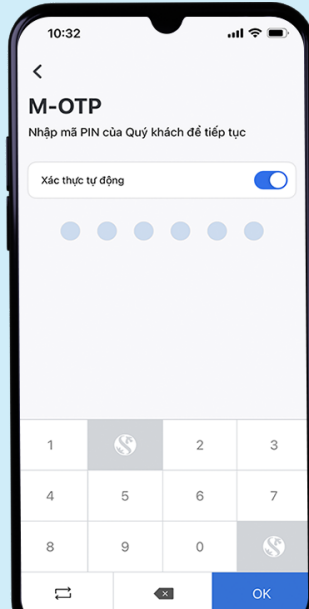 10:32
M-OTP
Nhập mã PIN của Quý khách để tiếp tục
Xác thực tự động
1 2 3
4 5 6 7
8 9 0
OK